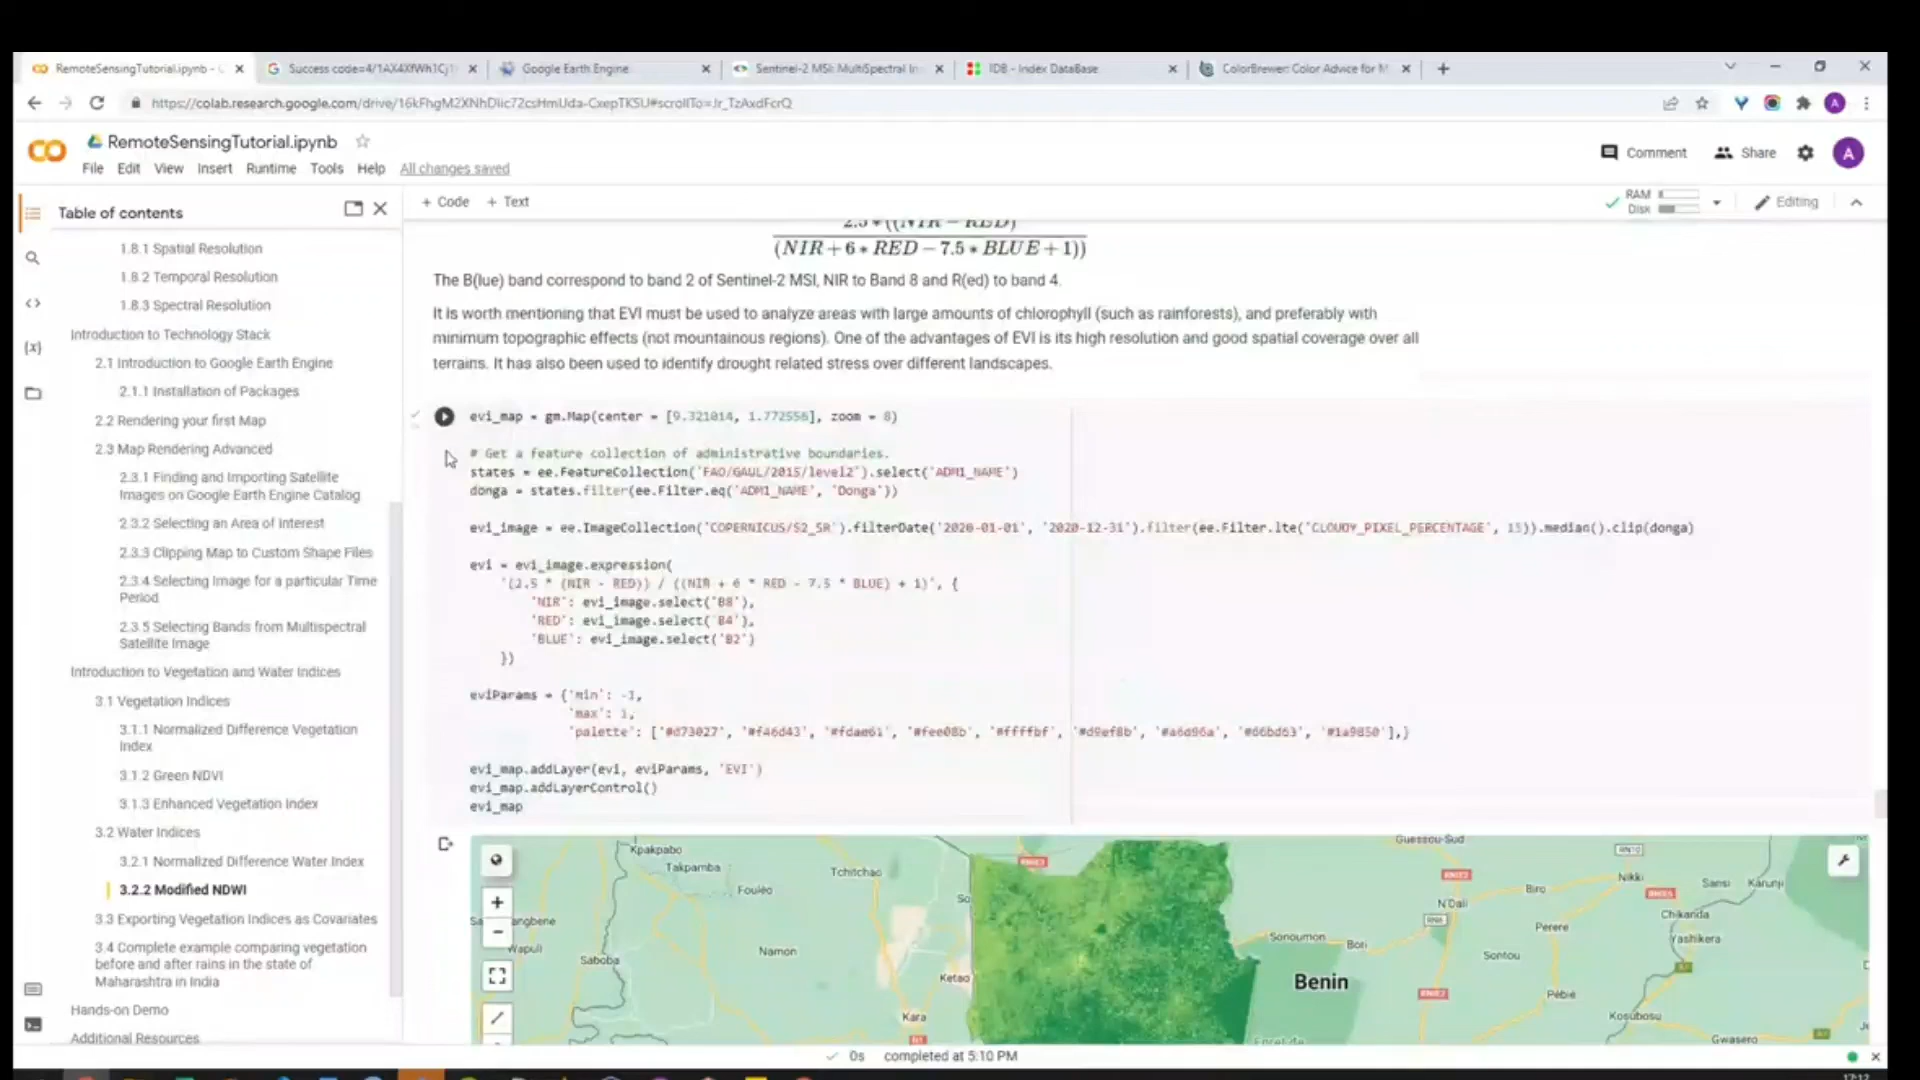 RemoteSensingTutorial.ipynb - C
Success code=4/1AX4XfWh1Cj1
Google Earth Engine
Sentinel-2 MSI: MultiSpectral In
IDB - Index DataBase
ColorBrewer: Color Advice for M
https://colab.research.google.com/drive/16kFhgM2XNhDiic72csHmUda-CxepTKSU#scrollTo=Jr_TzAxdFcrQ
A
RemoteSensingTutorial.ipynb
Comment
Share
A
File Edit View Insert Runtime Tools Help All changes saved
Table of contents
+ Code + Text
RAM
Disk
Editing
1.8.1 Spatial Resolution
1.8.2 Temporal Resolution
1.8.3 Spectral Resolution
Introduction to Technology Stack
2.1 Introduction to Google Earth Engine
2.1.1 Installation of Packages
2.2 Rendering your first Map
2.3 Map Rendering Advanced
2.3.1 Finding and Importing Satellite
Images on Google Earth Engine Catalog
2.3.2 Selecting an Area of Interest
2.3.3 Clipping Map to Custom Shape Files
2.3.4 Selecting Image for a particular Time
Period
2.3.5 Selecting Bands from Multispectral
Satellite Image
Introduction to Vegetation and Water Indices
3.1 Vegetation Indices
3.1.1 Normalized Difference Vegetation
Index
3.1.2 Green NDVI
3.1.3 Enhanced Vegetation Index
3.2 Water Indices
3.2.1 Normalized Difference Water Index
3.2.2 Modified NDWI
3.3 Exporting Vegetation Indices as Covariates
3.4 Complete example comparing vegetation
before and after rains in the state of
Maharashtra in India
Hands-on Demo
Additional Resources
2.5 * ((NIR − RED)
(NIR + 6 * RED − 7.5 * BLUE + 1))
The B(lue) band correspond to band 2 of Sentinel-2 MSI, NIR to Band 8 and R(ed) to band 4.
It is worth mentioning that EVI must be used to analyze areas with large amounts of chlorophyll (such as rainforests), and preferably with
minimum topographic effects (not mountainous regions). One of the advantages of EVI is its high resolution and good spatial coverage over all
terrains. It has also been used to identify drought related stress over different landscapes.
evi_map = gm.Map(center = [9.321014, 1.772556], zoom = 8)
# Get a feature collection of administrative boundaries.
states = ee.FeatureCollection('FAO/GAUL/2015/level2').select('ADM1_NAME')
donga = states.filter(ee.Filter.eq('ADM1_NAME', 'Donga'))
evi_image = ee.ImageCollection('COPERNICUS/S2_SR').filterDate('2020-01-01', '2020-12-31').filter(ee.Filter.lte('CLOUDY_PIXEL_PERCENTAGE', 15)).median().clip(donga)
evi = evi_image.expression(
'(2.5 * (NIR - RED)) / ((NIR + 6 * RED - 7.5 * BLUE) + 1)', {
'NIR': evi_image.select('B8'),
'RED': evi_image.select('B4'),
'BLUE': evi_image.select('B2')
})
eviParams = {'min': -1,
'max': 1,
'palette': ['#d73027', '#f46d43', '#fdae61', '#fee08b', '#ffffbf', '#d9ef8b', '#a6d96a', '#66bd63', '#1a9850'],}
evi_map.addLayer(evi, eviParams, 'EVI')
evi_map.addLayerControl()
evi_map
Kpakpabo
Takpamba
Tchitchao
Fouléo
So
angbene
Wapuli
Saboba
Namon
Ketao
Kara
Guessou-Sud
RN10
Nikki
Sansi
Karunji
Biro
N'Dali
RN6
Chikanda
Perere
Yashikera
Sonoumon
Bori
Sontou
Benin
Pébié
Kosubosu
Gwasero
0s completed at 5:10 PM
17:12